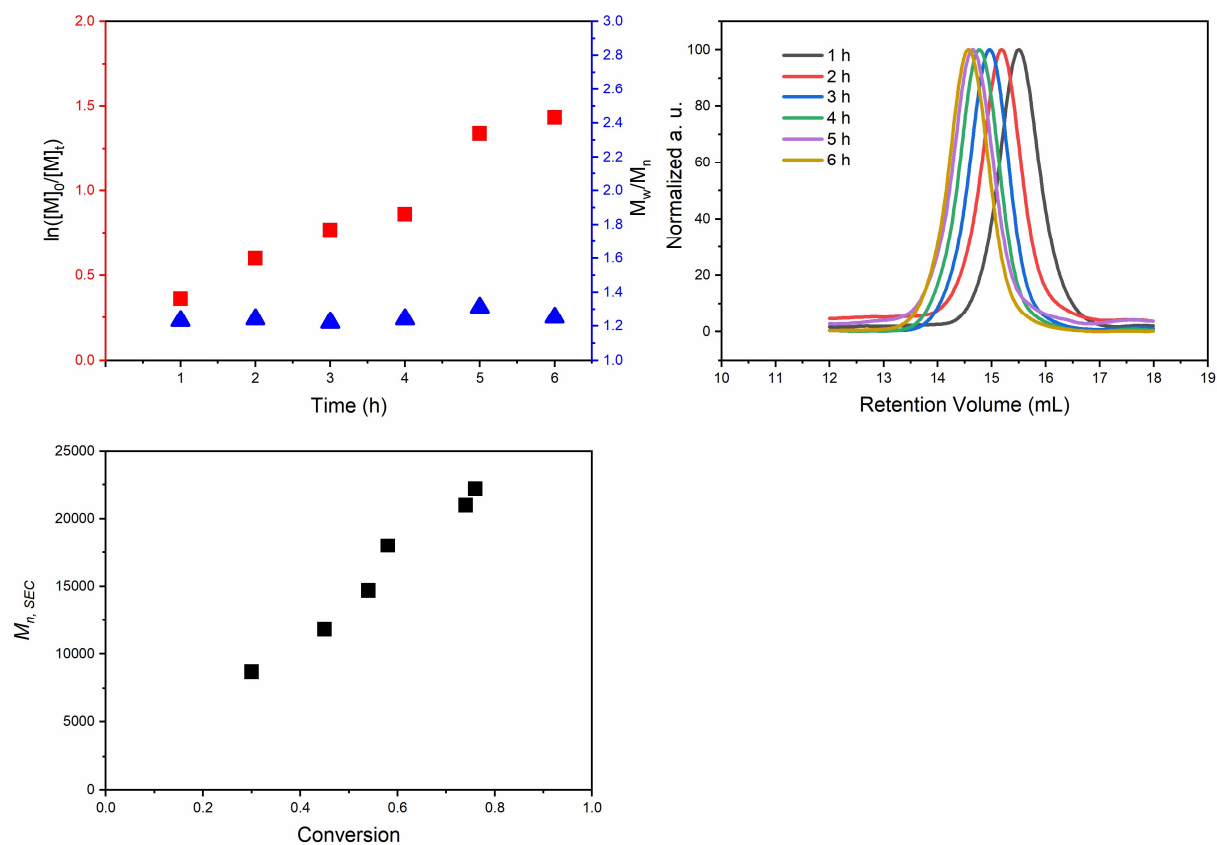 2.0
1.5
1.0
0.5
0.0
ln([M]₀/[M]ₜ)
3.0
2.8
2.6
2.4
2.2
2.0
1.8
1.6
1.4
1.2
1.0
M_w/M_n
1 2 3 4 5 6
Time (h)
100
80
60
40
20
0
Normalized a. u.
1 h
2 h
3 h
4 h
5 h
6 h
10 11 12 13 14 15 16 17 18 19
Retention Volume (mL)
25000
20000
15000
10000
5000
0
M_n, SEC
0.0 0.2 0.4 0.6 0.8 1.0
Conversion